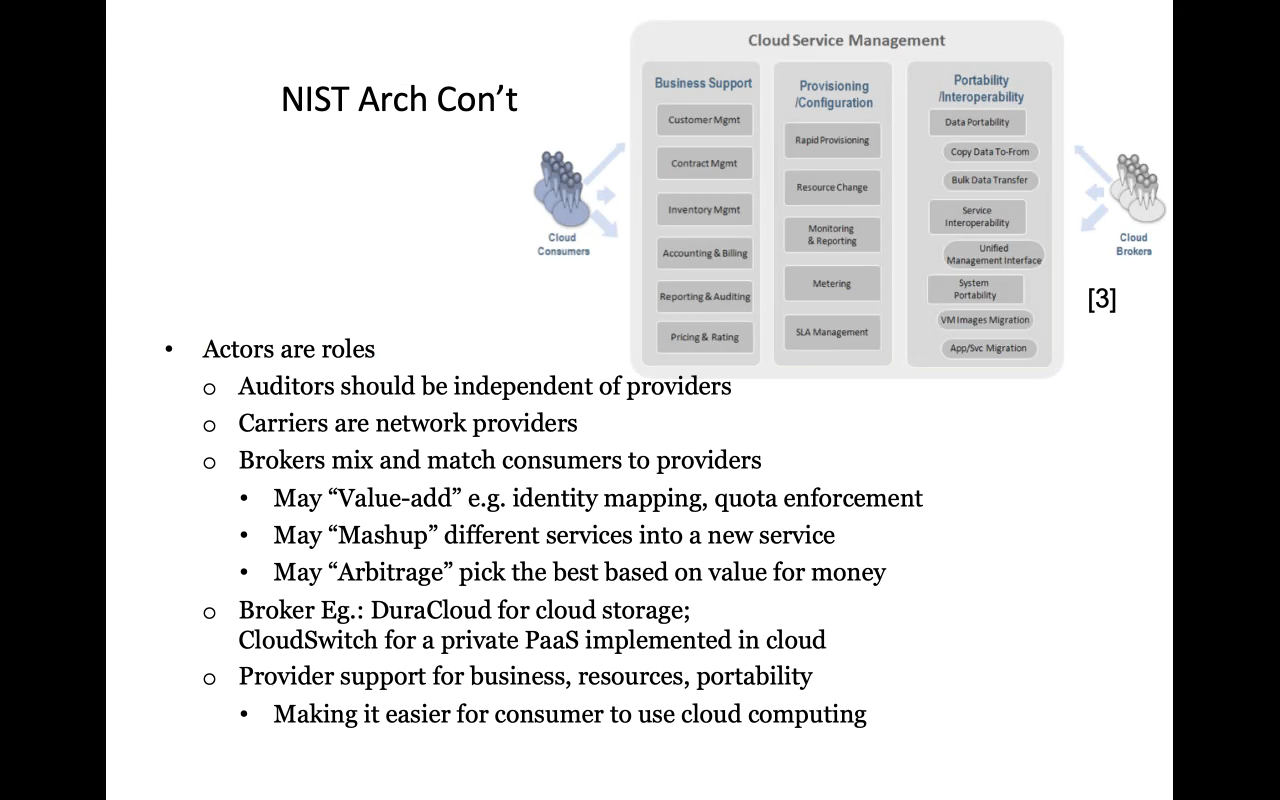 NIST Arch Con’t
Cloud Service Management
Business Support
Customer Mgmt
Contract Mgmt
Inventory Mgmt
Accounting & Billing
Reporting & Auditing
Pricing & Rating
Provisioning
/Configuration
Rapid Provisioning
Resource Change
Monitoring
& Reporting
Metering
SLA Management
Portability
/Interoperability
Data Portability
Copy Data To-From
Bulk Data Transfer
Service
Interoperability
Unified
Management Interface
System
Portability
VM Images Migration
App/Svc Migration
Cloud
Consumers
Cloud
Brokers
[3]
• Actors are roles
o Auditors should be independent of providers
o Carriers are network providers
o Brokers mix and match consumers to providers
• May “Value-add” e.g. identity mapping, quota enforcement
• May “Mashup” different services into a new service
• May “Arbitrage” pick the best based on value for money
o Broker Eg.: DuraCloud for cloud storage;
CloudSwitch for a private PaaS implemented in cloud
o Provider support for business, resources, portability
• Making it easier for consumer to use cloud computing